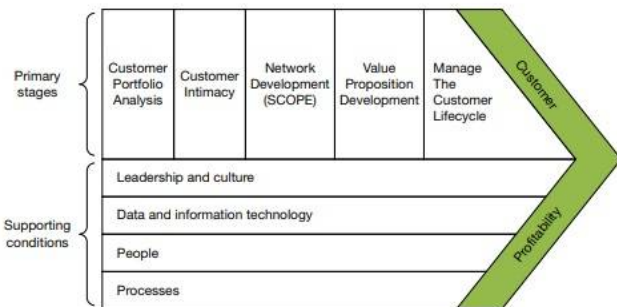 Primary
stages
Customer
Portfolio
Analysis
Customer
Intimacy
Network
Development
(SCOPE)
Value
Proposition
Development
Manage
The
Customer
Lifecycle
Customer
Supporting
conditions
Leadership and culture
Data and information technology
People
Processes
Profitability